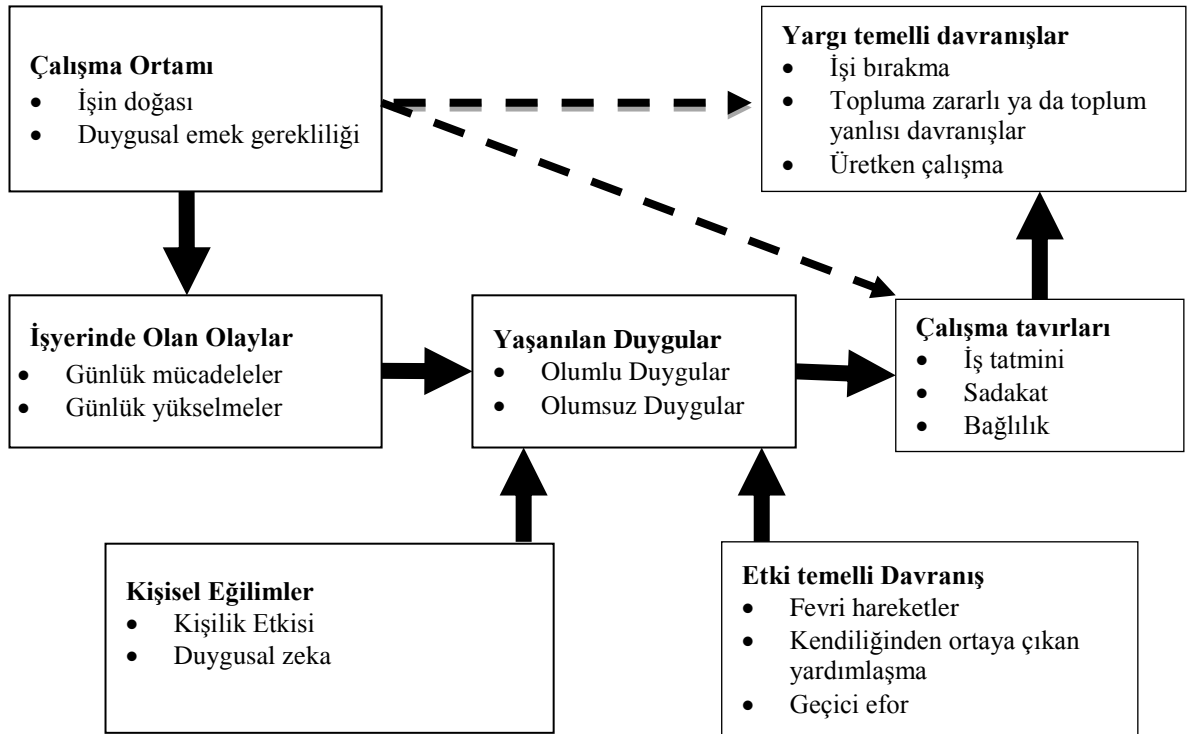 Çalışma Ortamı
• İşin doğası
• Duygusal emek gerekliliği
Yargı temelli davranışlar
• İşi bırakma
• Topluma zararlı ya da toplum
yanlısı davranışlar
• Üretken çalışma
İşyerinde Olan Olaylar
• Günlük mücadeleler
• Günlük yükselmeler
Yaşanılan Duygular
• Olumlu Duygular
• Olumsuz Duygular
Çalışma tavırları
• İş tatmini
• Sadakat
• Bağlılık
Kişisel Eğilimler
• Kişilik Etkisi
• Duygusal zeka
Etki temelli Davranış
• Fevri hareketler
• Kendiliğinden ortaya çıkan
yardımlaşma
• Geçici efor